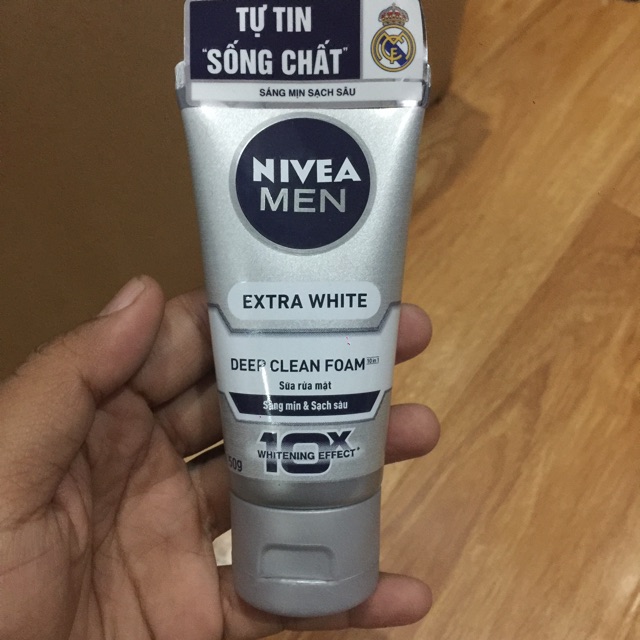 TỰ TIN
"SỐNG CHẤT"
SÁNG MỊN SẠCH SÂU
NIVEA
MEN
EXTRA WHITE
DEEP CLEAN FOAM
Sữa rửa mặt
Sáng mịn & Sạch sâu
10X
WHITENING EFFECT+
50g